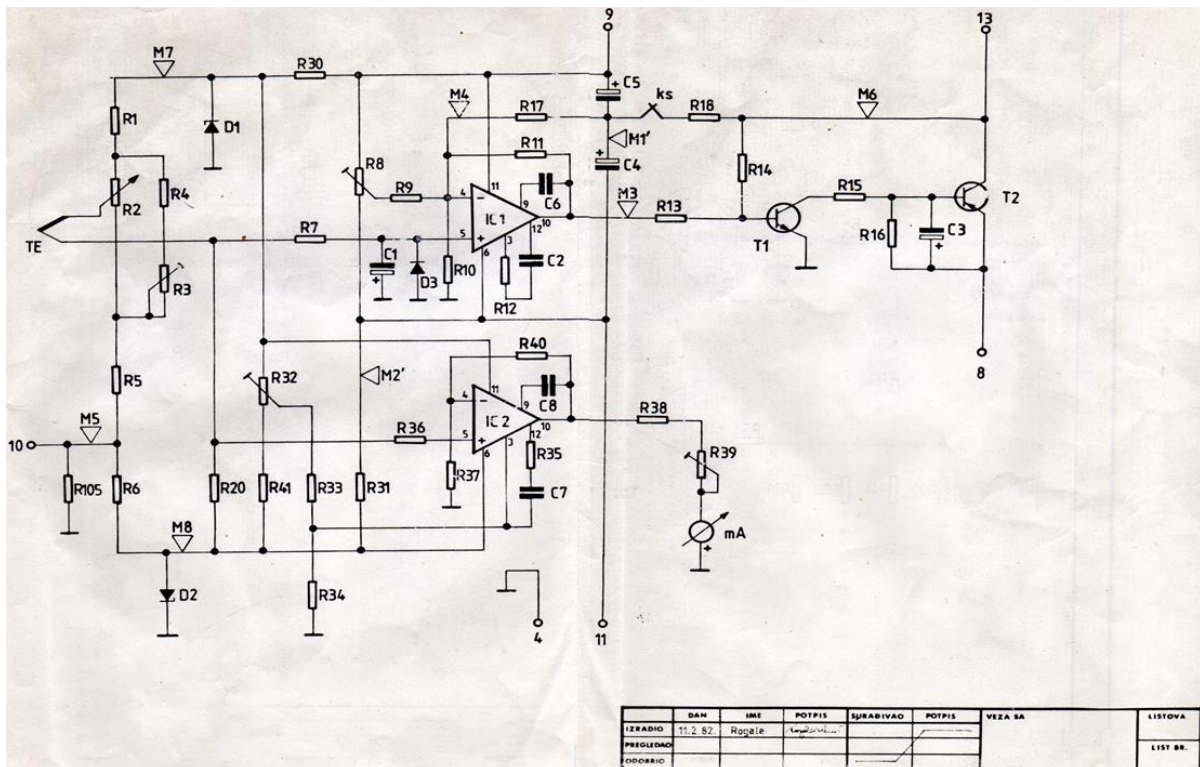 9
13
M7
R30
C5
+
ks
R18
M6
R1
D1
M4
R17
M1'
R11
+
C4
R8
R9
R4
R2
R14
11
4
-
9
C6
IC1
M3
R13
R15
T2
TE
R7
5
+
3
12
10
T1
R16
C3
+
R3
C1
+
D3
R10
6
C2
R12
8
R5
R32
M2'
R40
11
4
-
9
C8
IC2
R38
10
M5
R36
5
+
3
12
10
R39
R105
R6
R20
R41
R33
R31
R37
6
R35
C7
mA
+
M8
D2
R34
4
11
DAN IME POTPIS SURAĐIVAO POTPIS VEZA SA LISTOVA
IZRADIO 11.2.82. Rogale
PREGLEDAO LIST BR.
ODOBRIO